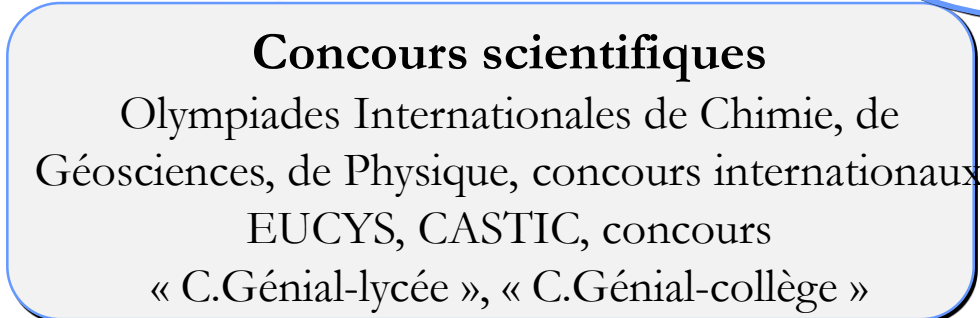 Concours scientifiques
Olympiades Internationales de Chimie, de
Géosciences, de Physique, concours internationaux
EUCYS, CASTIC, concours
« C.Génial-lycée », « C.Génial-collège »